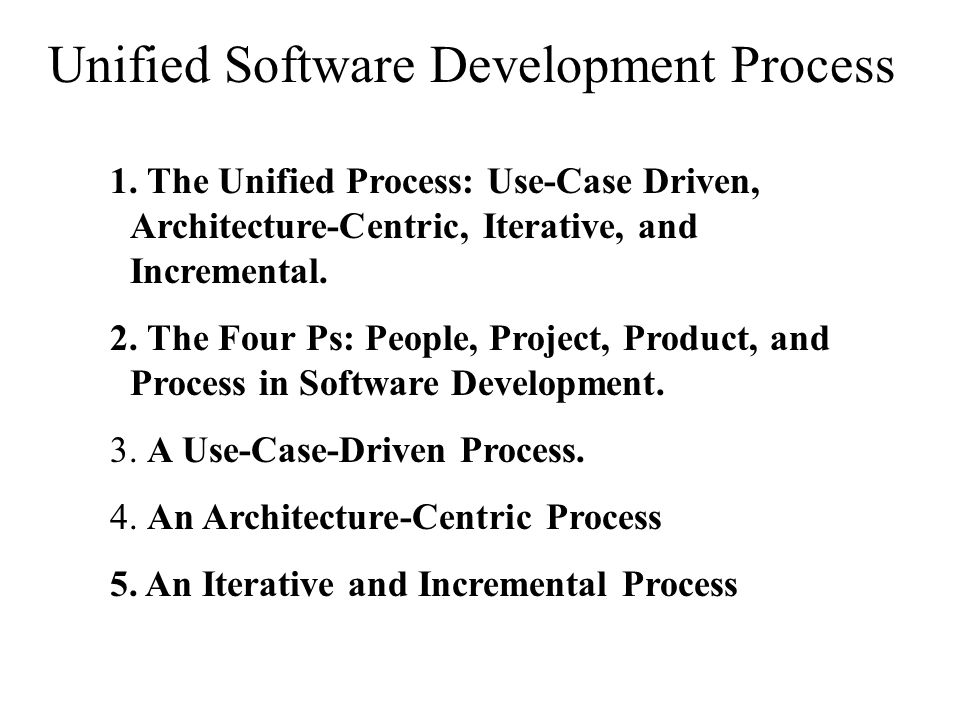 Unified Software Development Process
1. The Unified Process: Use-Case Driven,
Architecture-Centric, Iterative, and
Incremental.
2. The Four Ps: People, Project, Product, and
Process in Software Development.
3. A Use-Case-Driven Process.
4. An Architecture-Centric Process
5. An Iterative and Incremental Process